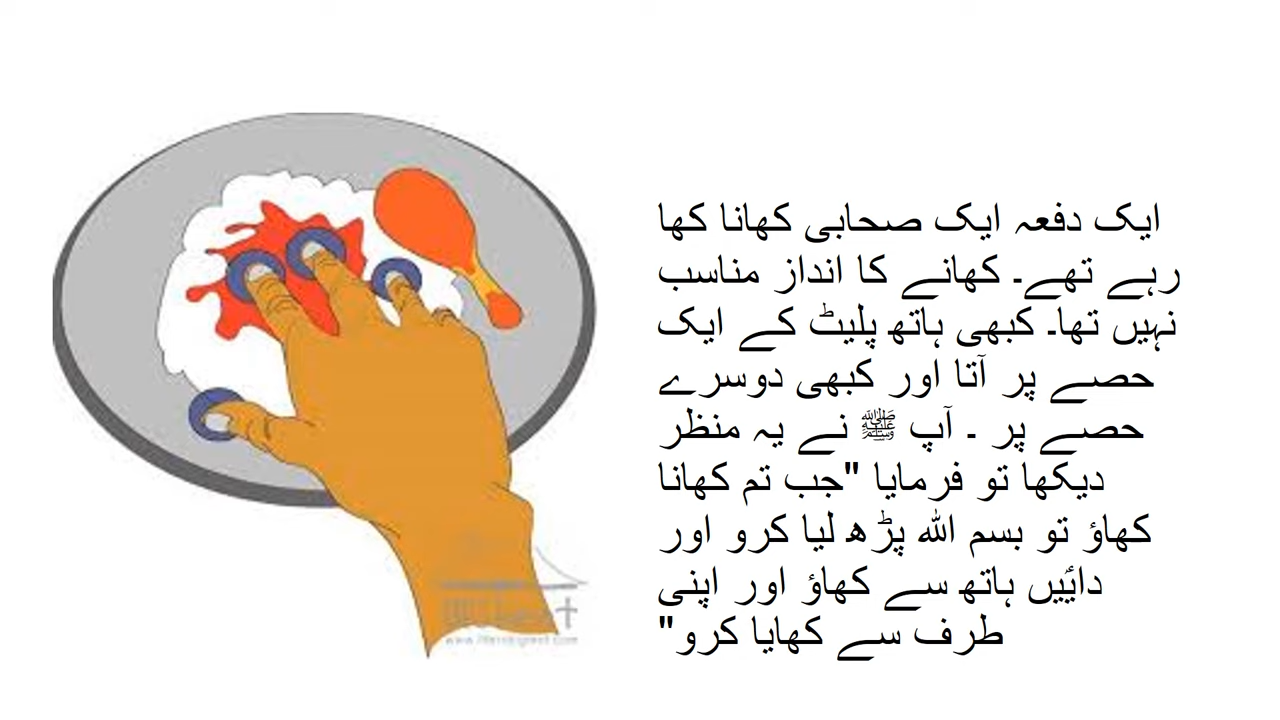 ایک دفعہ ایک صحابی کھانا کھا
رہے تھے۔ کھانے کا انداز مناسب
نہیں تھا۔ کبھی ہاتھ پلیٹ کے ایک
حصے پر آتا اور کبھی دوسرے
حصے پر ۔ آپ ﷺ نے یہ منظر
دیکھا تو فرمایا "جب تم کھانا
کھاؤ تو بسم اللہ پڑھ لیا کرو اور
دائیں ہاتھ سے کھاؤ اور اپنی
طرف سے کھایا کرو"